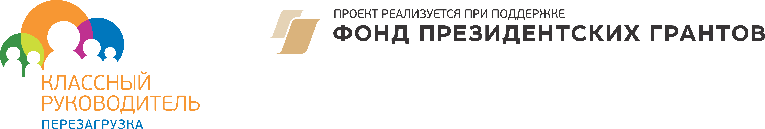 КЛАССНЫЙ
РУКОВОДИТЕЛЬ
ПЕРЕЗАГРУЗКА
ПРОЕКТ РЕАЛИЗУЕТСЯ ПРИ ПОДДЕРЖКЕ
ФОНД ПРЕЗИДЕНТСКИХ ГРАНТОВ